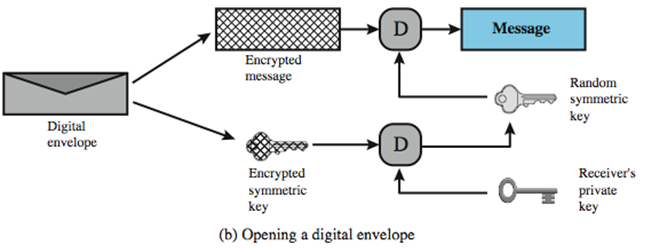 D
Message
Encrypted
message
Random
symmetric
key
Digital
envelope
D
Encrypted
symmetric
key
Receiver's
private
key
(b) Opening a digital envelope